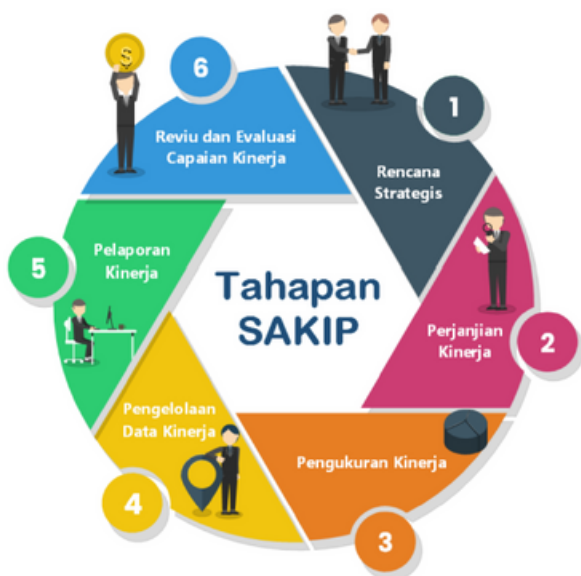 Tahapan
SAKIP
1
Rencana
Strategis
2
Perjanjian
Kinerja
3
Pengukuran Kinerja
4
Pengelolaan
Data Kinerja
5
Pelaporan
Kinerja
6
Reviu dan Evaluasi
Capaian Kinerja
$